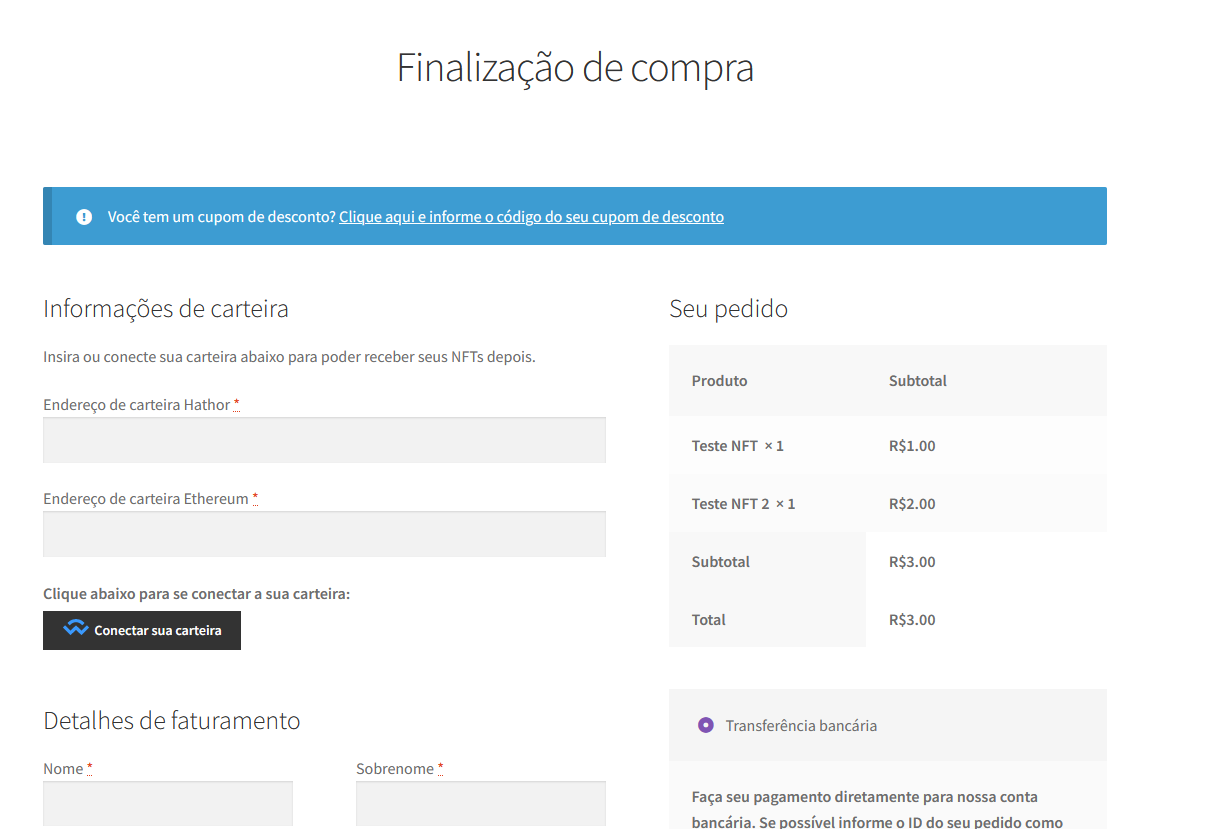 Finalização de compra
Você tem um cupom de desconto? Clique aqui e informe o código do seu cupom de desconto
Informações de carteira
Insira ou conecte sua carteira abaixo para poder receber seus NFTs depois.
Endereço de carteira Hathor *
Endereço de carteira Ethereum *
Clique abaixo para se conectar a sua carteira:
Conectar sua carteira
Detalhes de faturamento
Nome *
Sobrenome *
Seu pedido
Produto Subtotal
Teste NFT × 1 R$1.00
Teste NFT 2 × 1 R$2.00
Subtotal R$3.00
Total R$3.00
Transferência bancária
Faça seu pagamento diretamente para nossa conta
bancária. Se possível informe o ID do seu pedido como